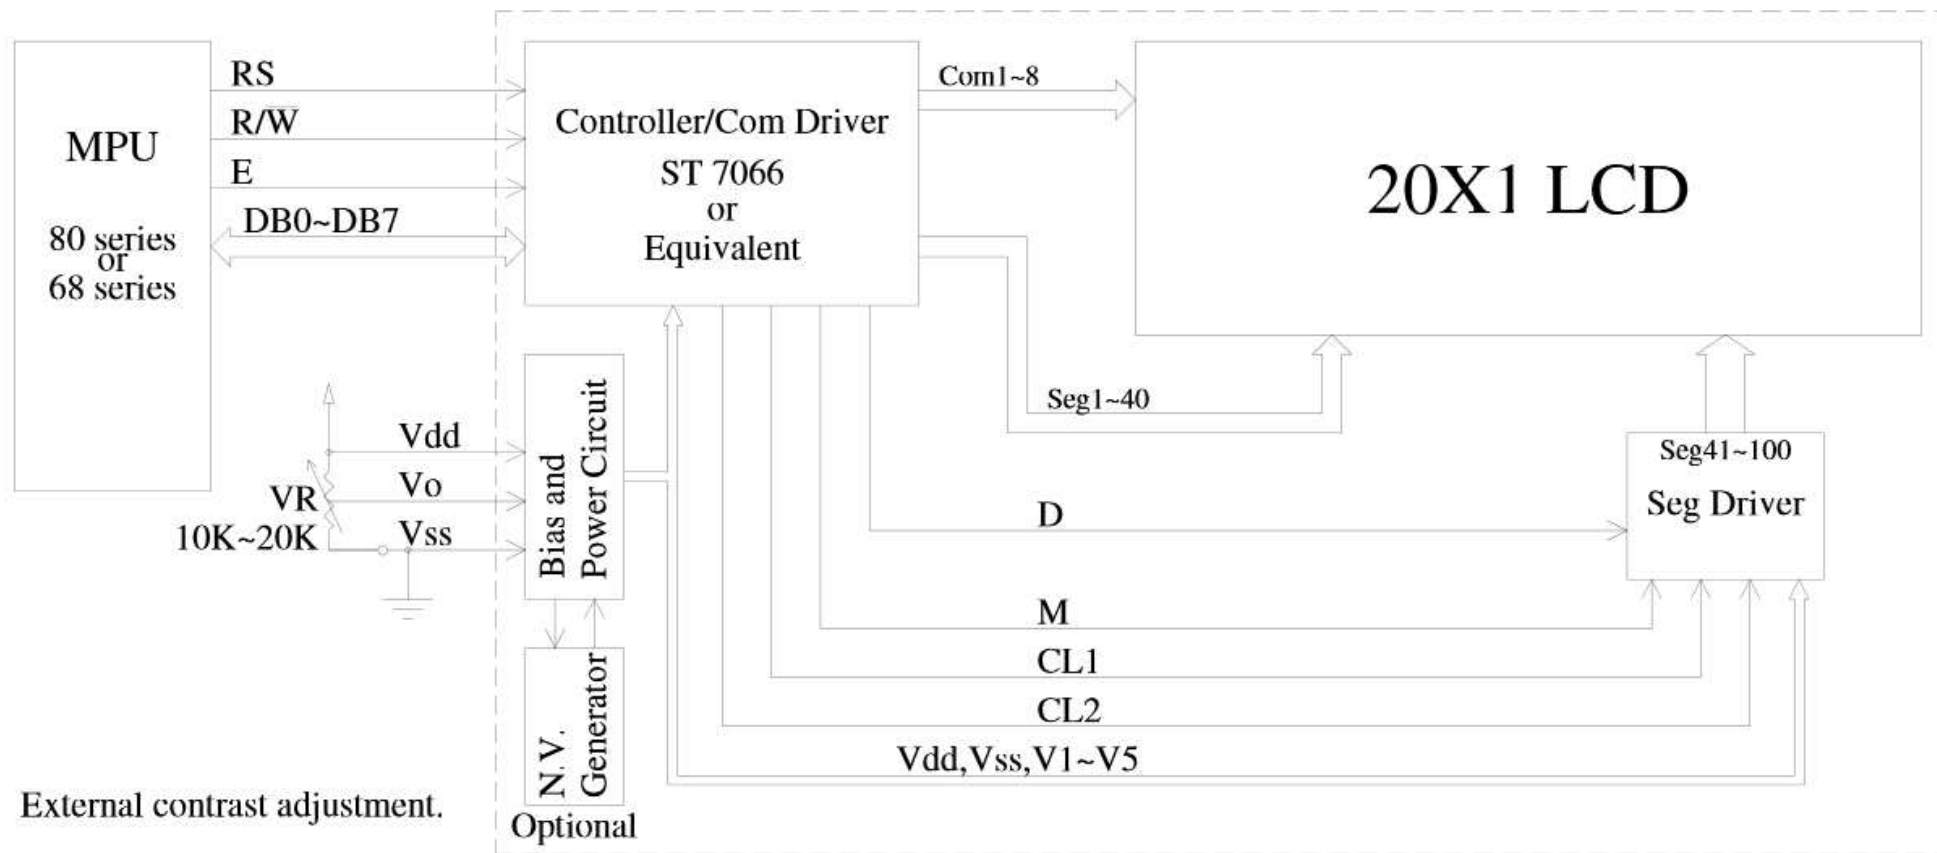 MPU
80 series
or
68 series
RS
R/W̅
E
DB0~DB7
Controller/Com Driver
ST 7066
or
Equivalent
Com1~8
20X1 LCD
Seg1~40
Seg41~100
Seg Driver
Vdd
Vo
Vss
VR
10K~20K
Bias and
Power Circuit
D
M
CL1
CL2
Vdd,Vss,V1~V5
N.V.
Generator
Optional
External contrast adjustment.